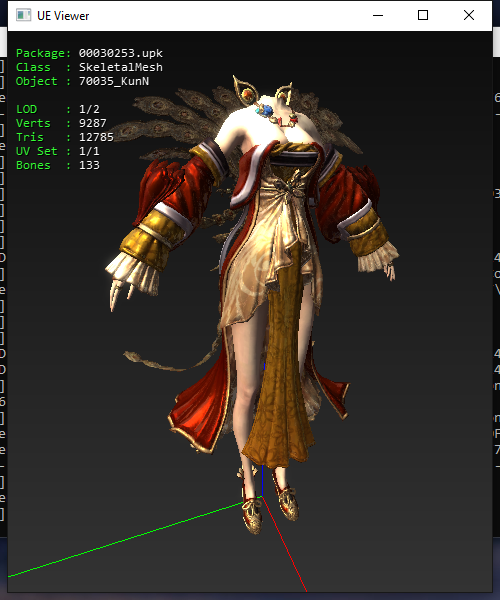 UE Viewer
Package: 00030253.upk
Class  : SkeletalMesh
Object : 70035_KunN
LOD    : 1/2
Verts  : 9287
Tris   : 12785
UV Set : 1/1
Bones  : 133